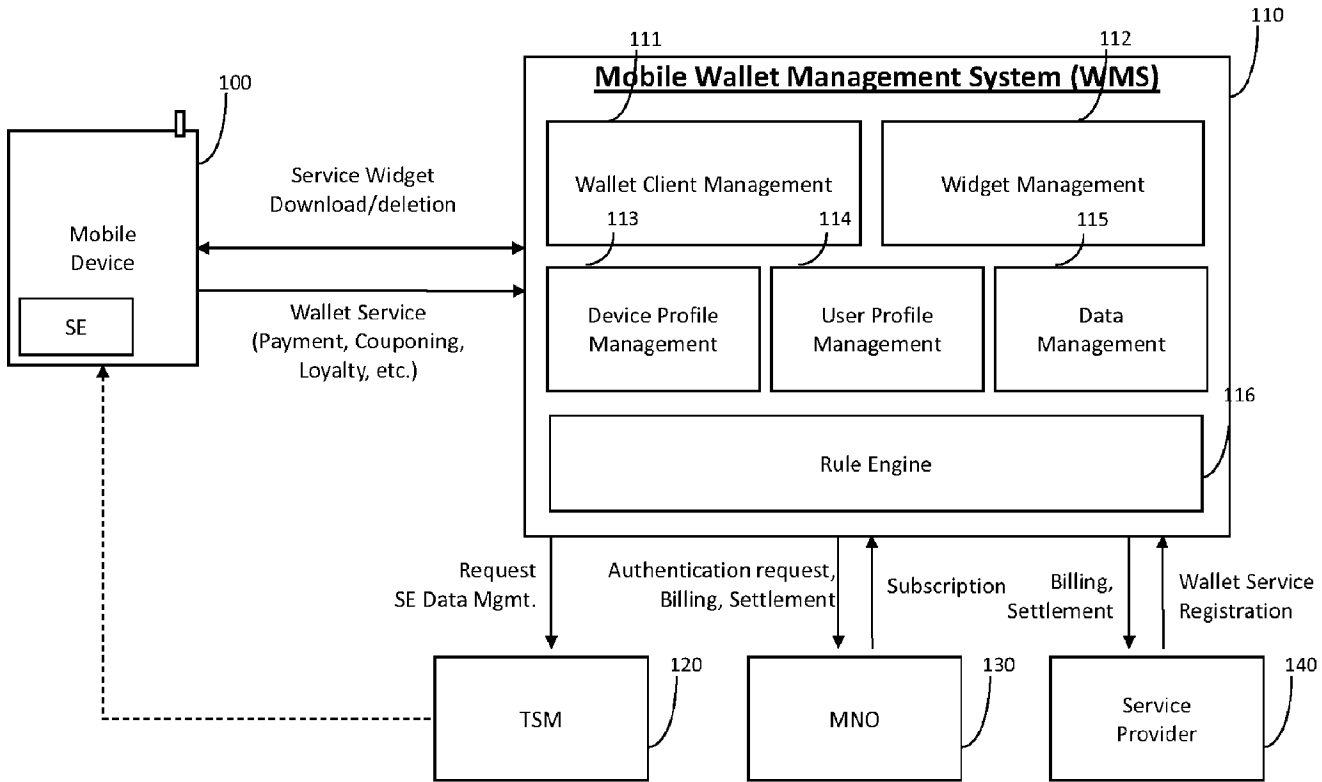 110
111
112
Mobile Wallet Management System (WMS)
100
Wallet Client Management
Widget Management
Service Widget
Download/deletion
113
114
115
Mobile
Device
SE
Wallet Service
(Payment, Couponing,
Loyalty, etc.)
Device Profile
Management
User Profile
Management
Data
Management
116
Rule Engine
Request
SE Data Mgmt.
Authentication request,
Billing, Settlement
Subscription
Billing,
Settlement
Wallet Service
Registration
120
130
140
TSM
MNO
Service
Provider